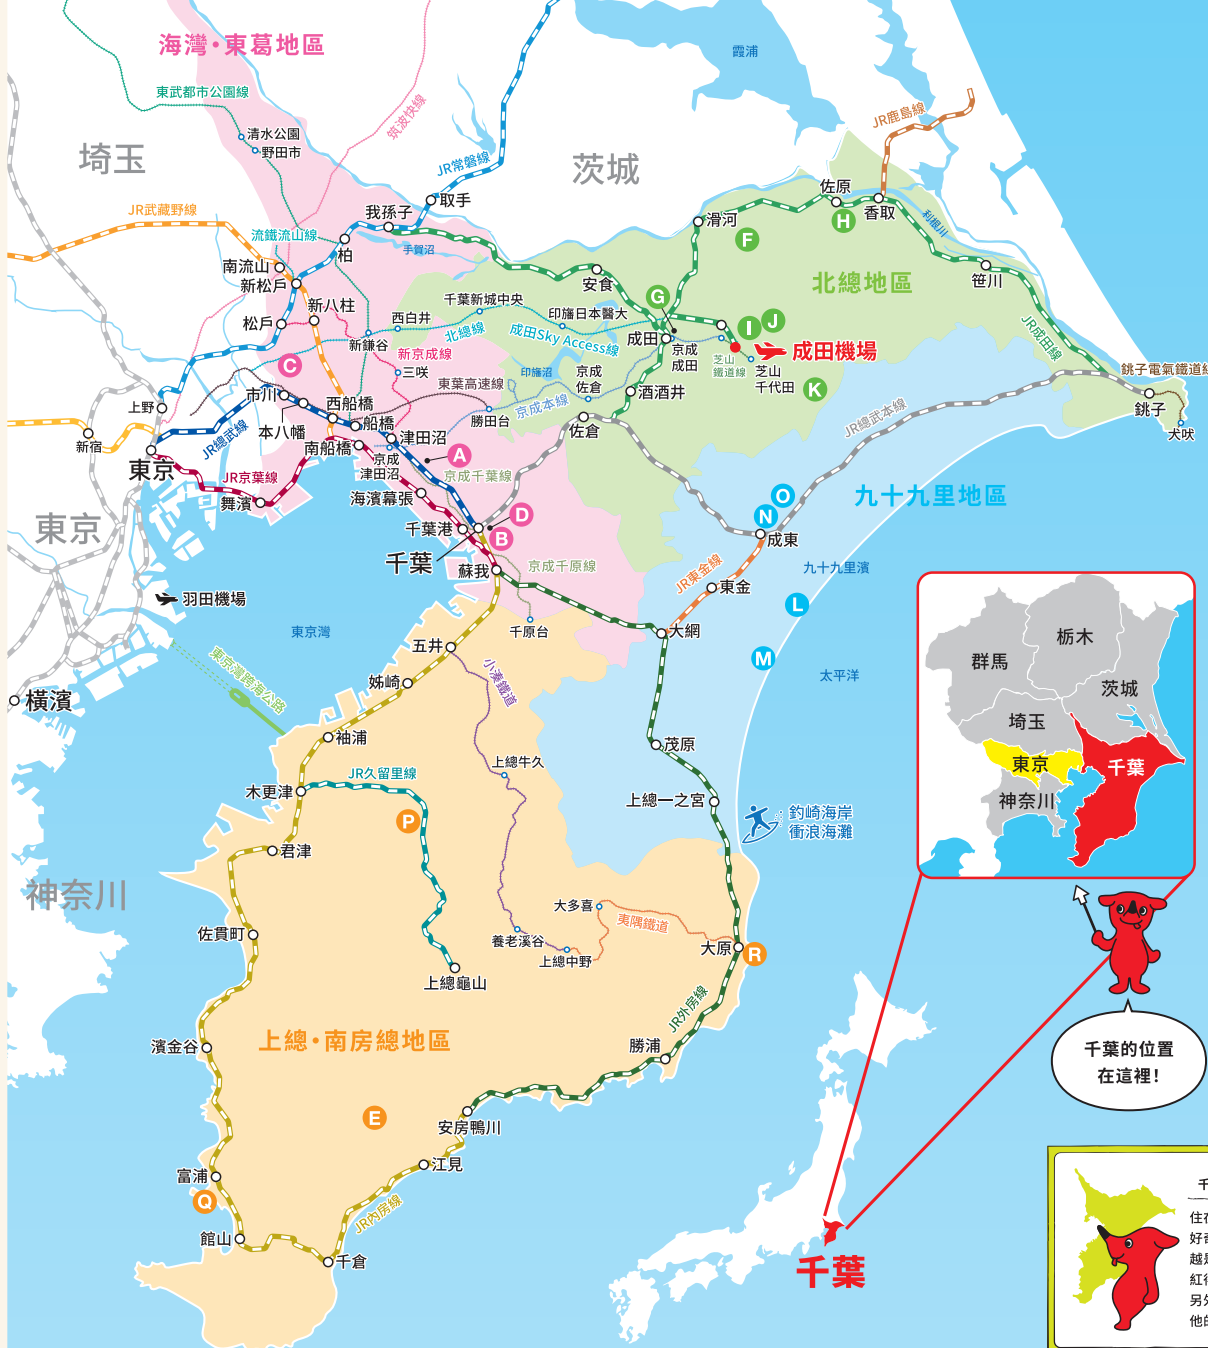 海灣・東葛地區
霞浦
東武都市公園線
筑波快線
JR鹿島線
清水公園
野田市
埼玉
JR常磐線
茨城
取手
佐原
JR武藏野線
我孫子
滑河
H
香取
利根川
流鐵流山線
柏
手賀沼
F
南流山
新松戶
安食
笹川
北總地區
千葉新城中央
G
新八柱
西白井
印旛日本醫大
松戶
北總線
成田Sky Access線
成田
I
J
JR成田線
新鎌谷
新京成線
京成
成田
芝山
鐵道線
成田機場
C
三咲
印旛沼
京成
佐倉
芝山
千代田
K
銚子電氣鐵道線
東葉高速線
酒酒井
市川
西船橋
京成本線
銚子
上野
勝田台
JR總武本線
本八幡
船橋
津田沼
佐倉
犬吠
新宿
JR總武線
南船橋
京成
津田沼
A
東京
JR京葉線
京成千葉線
舞濱
海濱幕張
O
九十九里地區
D
N
東京
千葉港
B
成東
千葉
蘇我
京成千原線
JR東金線
九十九里濱
東金
羽田機場
L
東京灣
千原台
大網
栃木
五井
M
群馬
東京灣跨海公路
小湊鐵道
太平洋
茨城
姊崎
橫濱
埼玉
袖浦
茂原
東京
千葉
上總牛久
JR久留里線
木更津
上總一之宮
神奈川
P
釣崎海岸
衝浪海灘
君津
神奈川
大多喜
夷隅鐵道
佐貫町
養老溪谷
大原
R
上總中野
上總龜山
JR外房線
上總・南房總地區
濱金谷
勝浦
千葉的位置
在這裡！
E
安房鴨川
江見
富浦
千
Q
JR內房線
住在
好奇
館山
越是
千倉
千葉
紅彷
另外
他的